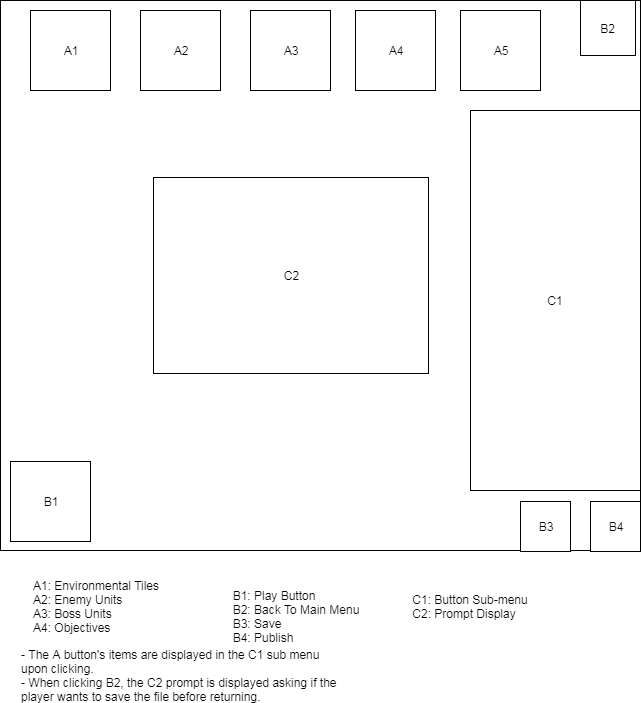 A1
A2
A3
A4
A5
B2
C2
C1
B1
B3
B4
A1: Environmental Tiles
A2: Enemy Units
A3: Boss Units
A4: Objectives
B1: Play Button
B2: Back To Main Menu
B3: Save
B4: Publish
C1: Button Sub-menu
C2: Prompt Display
- The A button's items are displayed in the C1 sub menu
upon clicking.
- When clicking B2, the C2 prompt is displayed asking if the
player wants to save the file before returning.